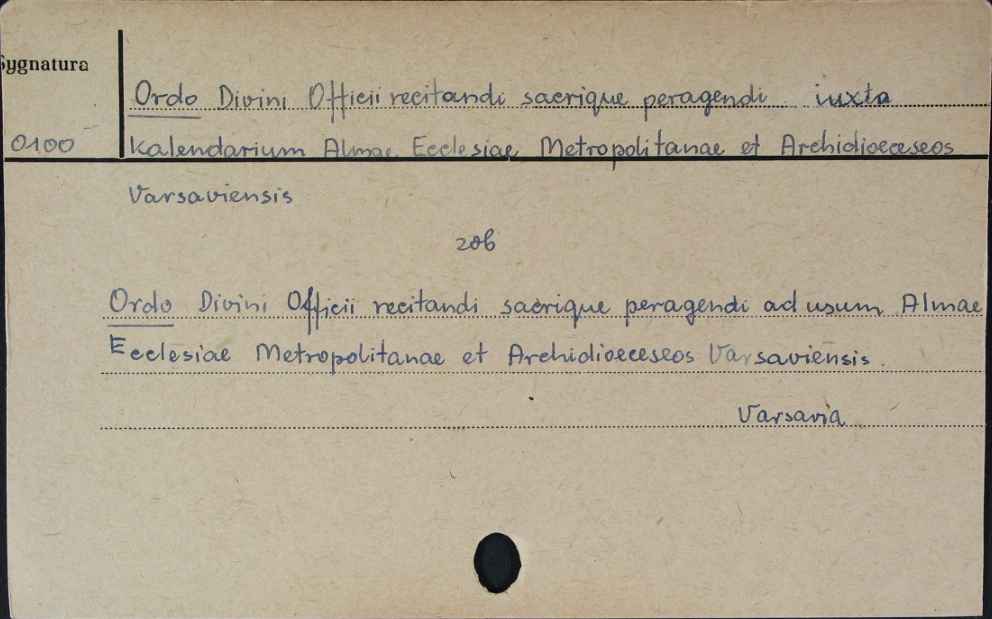 Sygnatura
Ordo Divini Officii recitandi sacrique peragendi iuxta
0100 Kalendarium Almae Ecclesiae Metropolitanae et Archidioeceseos
Varsaviensis
zob
Ordo Divini Officii recitandi sacrique peragendi ad usum Almae
Ecclesiae Metropolitanae et Archidioeceseos Varsaviensis.
Varsavia